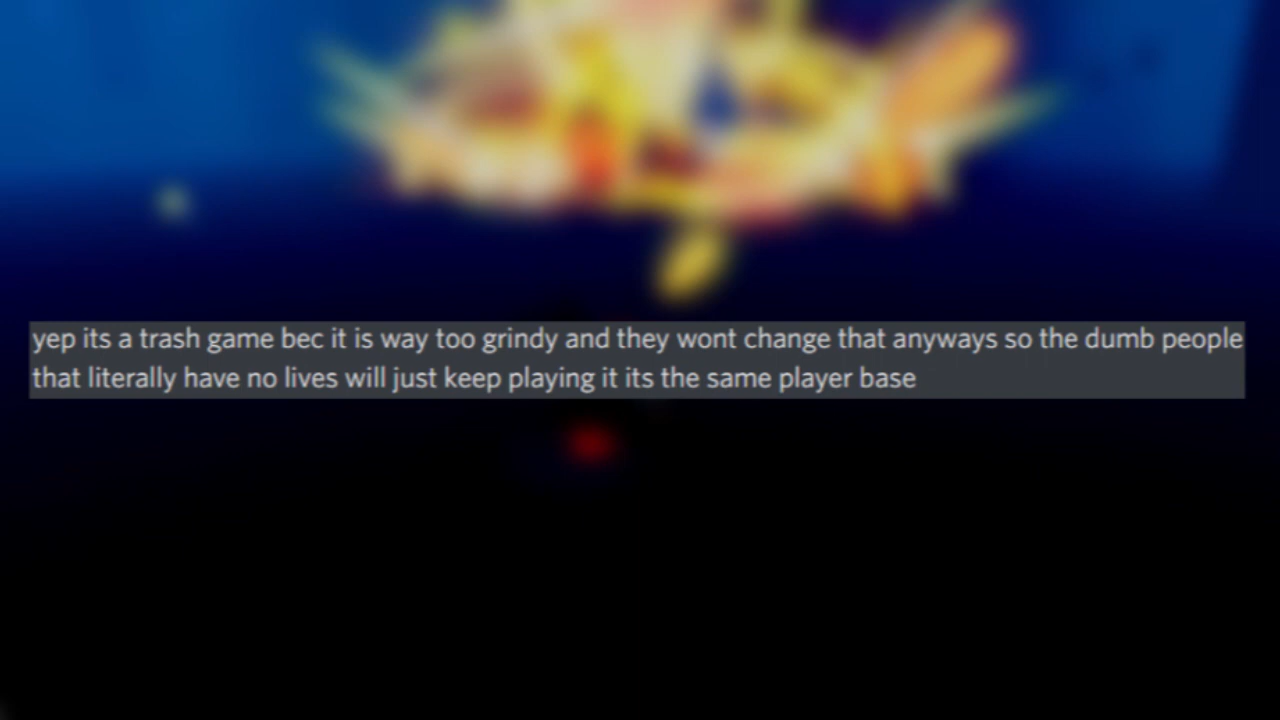 yep its a trash game bec it is way too grindy and they wont change that anyways so the dumb people
that literally have no lives will just keep playing it its the same player base